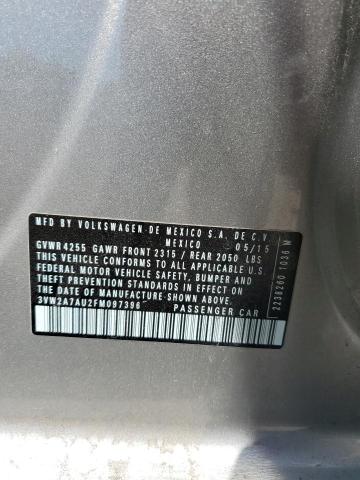 MFD BY VOLKSWAGEN DE MEXICO S.A. DE C.V.
MEXICO 05/15
GVWR 4255 GAWR FRONT 2315 / REAR 2050 LBS
THIS VEHICLE CONFORMS TO ALL APPLICABLE U.S.
FEDERAL MOTOR VEHICLE SAFETY, BUMPER AND
THEFT PREVENTION STANDARDS IN EFFECT ON
THE DATE OF MANUFACTURE SHOWN ABOVE.
3VW2A7AU2FM097396 PASSENGER CAR
2238260 1036 M